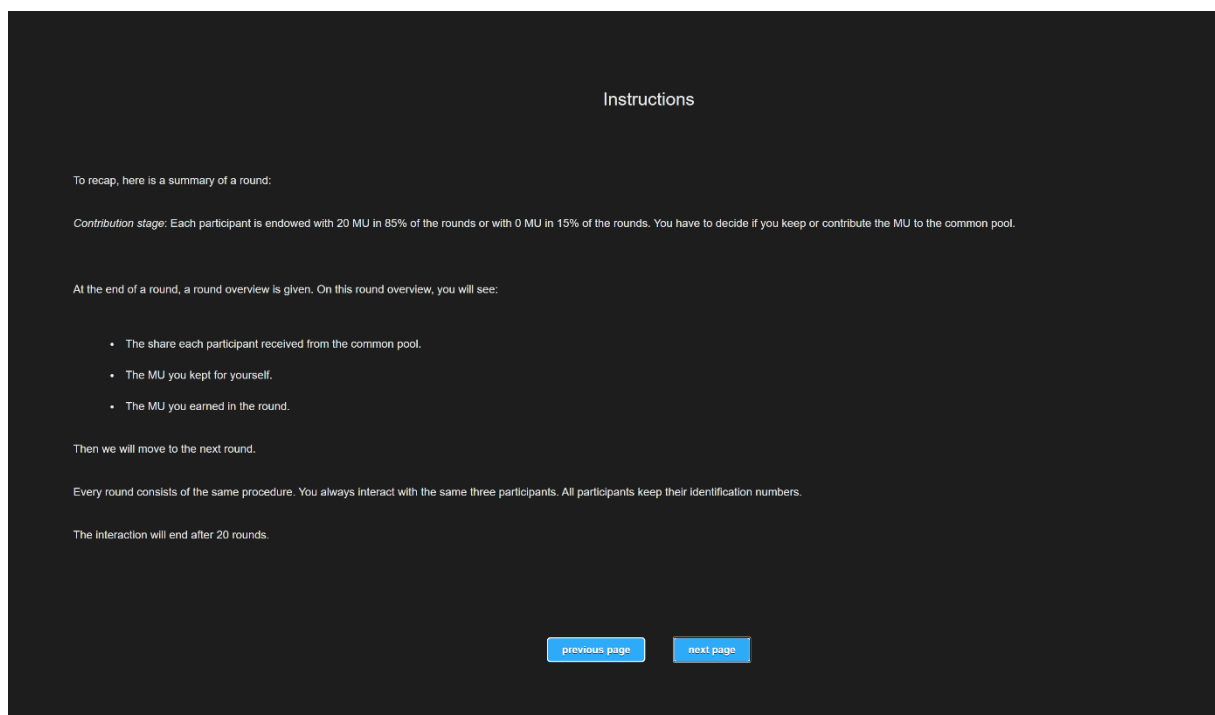 Instructions
To recap, here is a summary of a round:
Contribution stage: Each participant is endowed with 20 MU in 85% of the rounds or with 0 MU in 15% of the rounds. You have to decide if you keep or contribute the MU to the common pool.
At the end of a round, a round overview is given. On this round overview, you will see:
• The share each participant received from the common pool.
• The MU you kept for yourself.
• The MU you earned in the round.
Then we will move to the next round.
Every round consists of the same procedure. You always interact with the same three participants. All participants keep their identification numbers.
The interaction will end after 20 rounds.
previous page next page